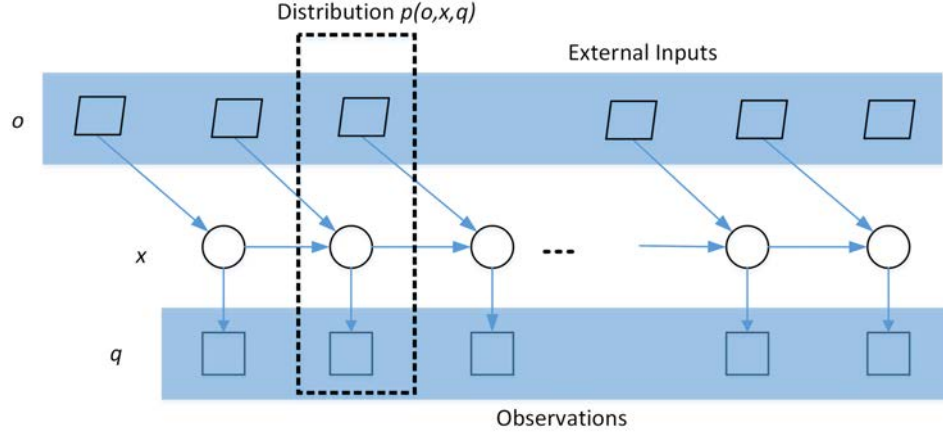 Distribution p(o,x,q)
External Inputs
o
x
q
Observations